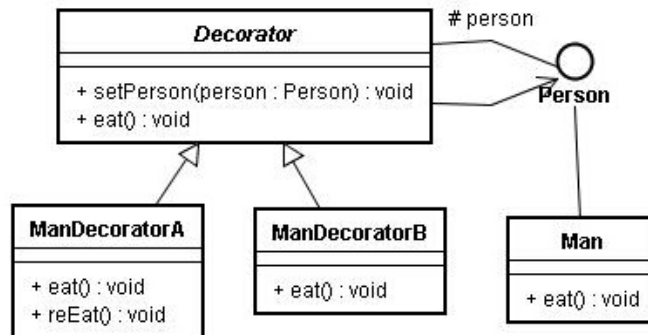 Decorator
# person
+ setPerson(person : Person) : void
+ eat() : void
Person
ManDecoratorA
+ eat() : void
+ reEat() : void
ManDecoratorB
+ eat() : void
Man
+ eat() : void